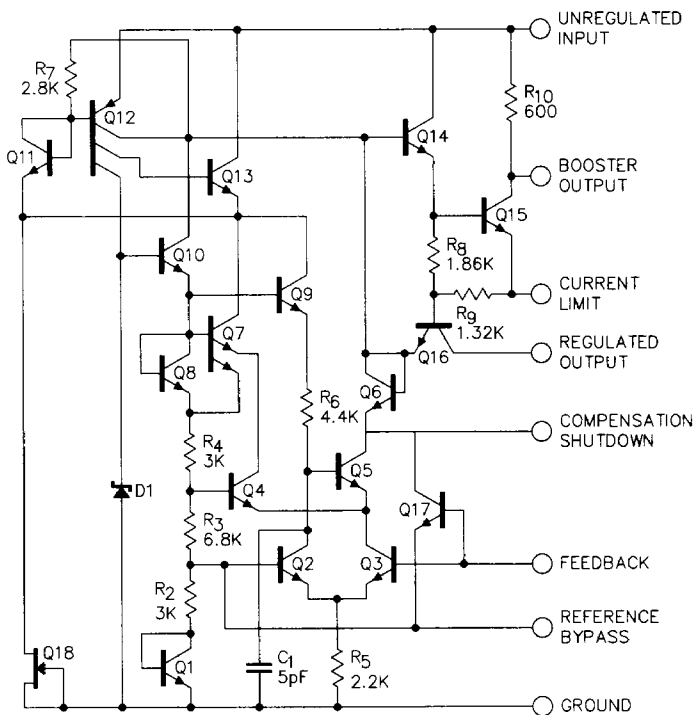 UNREGULATED
INPUT
R7
2.8K
Q12
R10
600
Q11
Q14
BOOSTER
OUTPUT
Q13
Q15
Q10
R8
1.86K
Q9
CURRENT
LIMIT
R9
1.32K
Q7
REGULATED
OUTPUT
Q8
Q16
Q6
R6
4.4K
COMPENSATION
SHUTDOWN
R4
3K
Q5
D1
Q4
Q17
R3
6.8K
Q2
Q3
FEEDBACK
R2
3K
REFERENCE
BYPASS
Q18
Q1
C1
5pF
R5
2.2K
GROUND